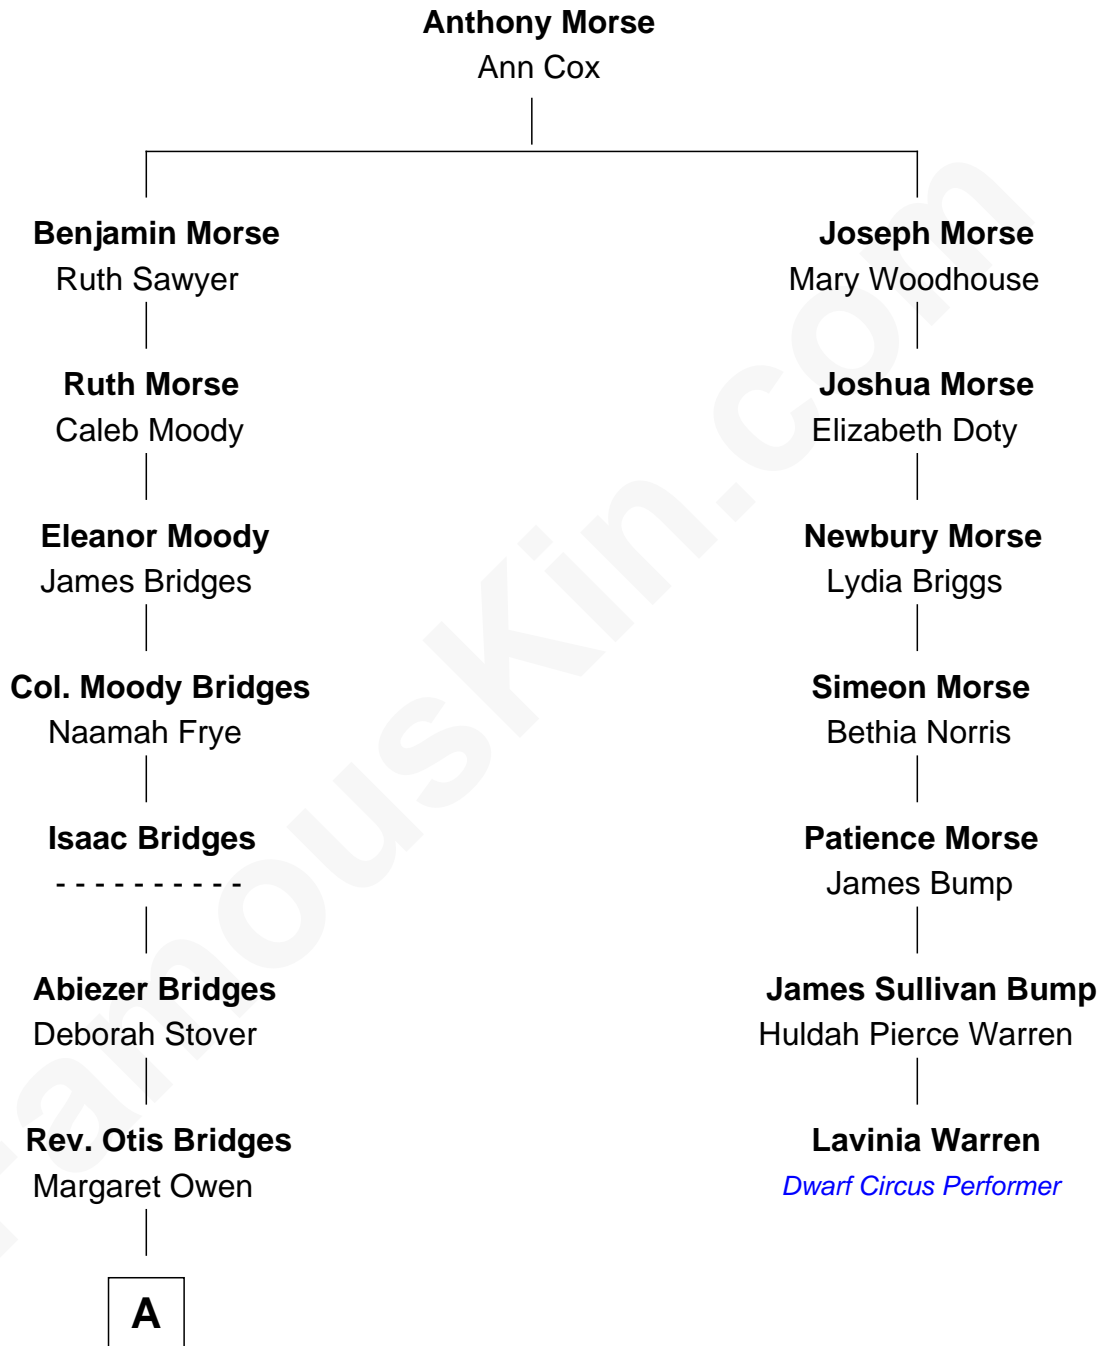 Anthony Morse
Ann Cox
Benjamin Morse
Ruth Sawyer
Ruth Morse
Caleb Moody
Eleanor Moody
James Bridges
Col. Moody Bridges
Naamah Frye
Isaac Bridges
- - - - - - - - - -
Abiezer Bridges
Deborah Stover
Rev. Otis Bridges
Margaret Owen
A
Joseph Morse
Mary Woodhouse
Joshua Morse
Elizabeth Doty
Newbury Morse
Lydia Briggs
Simeon Morse
Bethia Norris
Patience Morse
James Bump
James Sullivan Bump
Huldah Pierce Warren
Lavinia Warren
Dwarf Circus Performer
FamousKin.com